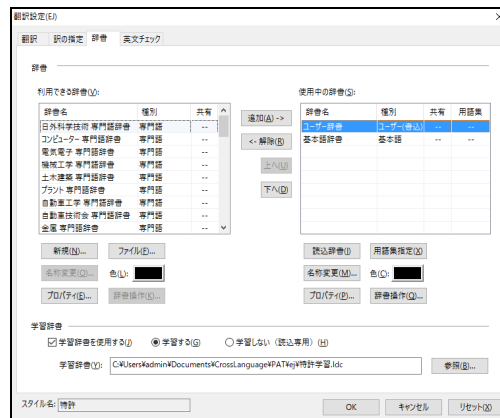 翻訳設定(EJ)
翻訳 訳の指定 辞書 英文チェック
辞書
利用できる辞書(V): 使用中の辞書(S):
辞書名 種別 共有 辞書名 種別 共有 用語集
日外科学技術 専門語辞書 専門語 --
コンピューター 専門語辞書 専門語 --
電気電子 専門語辞書 専門語 --
機械工学 専門語辞書 専門語 --
土木建築 専門語辞書 専門語 --
プラント 専門語辞書 専門語 --
自動車工学 専門語辞書 専門語 --
自動車技術会 専門語辞書 専門語 --
金属 専門語辞書 専門語 --
追加(A) ->
<- 解除(R)
上へ(U)
下へ(D)
ユーザー辞書 ユーザー(書込) -- --
基本語辞書 基本語 -- --
新規(N)... ファイル(F)... 読込辞書(I) 用語集指定(X)
名称変更(O)... 色(L): 名称変更(M)... 色(C):
プロパティ(E)... 辞書操作(K)... プロパティ(P)... 辞書操作(Q)...
学習辞書
学習辞書を使用する(J) 学習する(G) 学習しない（読込専用）(H)
学習辞書(Y): C:¥Users¥admin¥Documents¥CrossLanguage¥PAT¥ej¥特許学習.ldc 参照(B)...
スタイル名: 特許 OK キャンセル リセット(X)